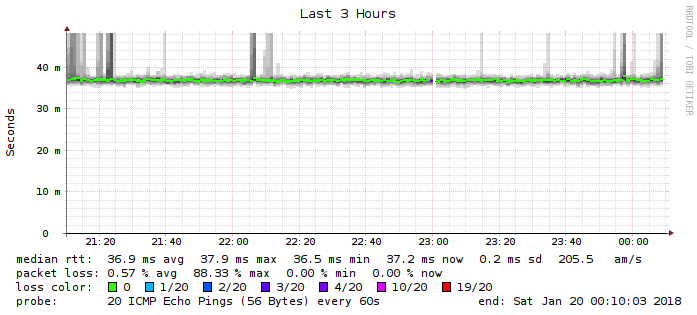 Last 3 Hours
RRDTOOL / TOBI OETIKER
Seconds
40 m
30 m
20 m
10 m
0
21:20 21:40 22:00 22:20 22:40 23:00 23:20 23:40 00:00
median rtt: 36.9 ms avg 37.9 ms max 36.5 ms min 37.2 ms now 0.2 ms sd 205.5 am/s
packet loss: 0.57 % avg 88.33 % max 0.00 % min 0.00 % now
loss color: 0 1/20 2/20 3/20 4/20 10/20 19/20
probe: 20 ICMP Echo Pings (56 Bytes) every 60s end: Sat Jan 20 00:10:03 2018